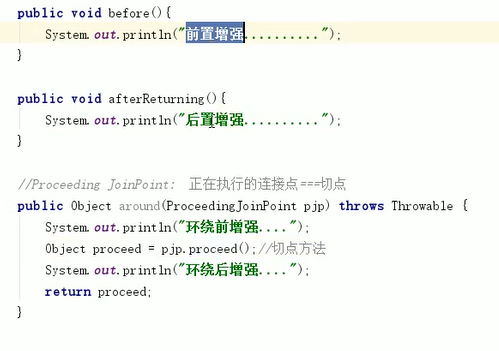 public void before(){
System.out.println("前置增强..........");
}
public void afterReturning(){
System.out.println("后置增强..........");
}
//Proceeding JoinPoint: 正在执行的连接点===切点
public Object around(ProceedingJoinPoint pjp) throws Throwable {
System.out.println("环绕前增强....");
Object proceed = pjp.proceed();//切点方法
System.out.println("环绕后增强....");
return proceed;
}